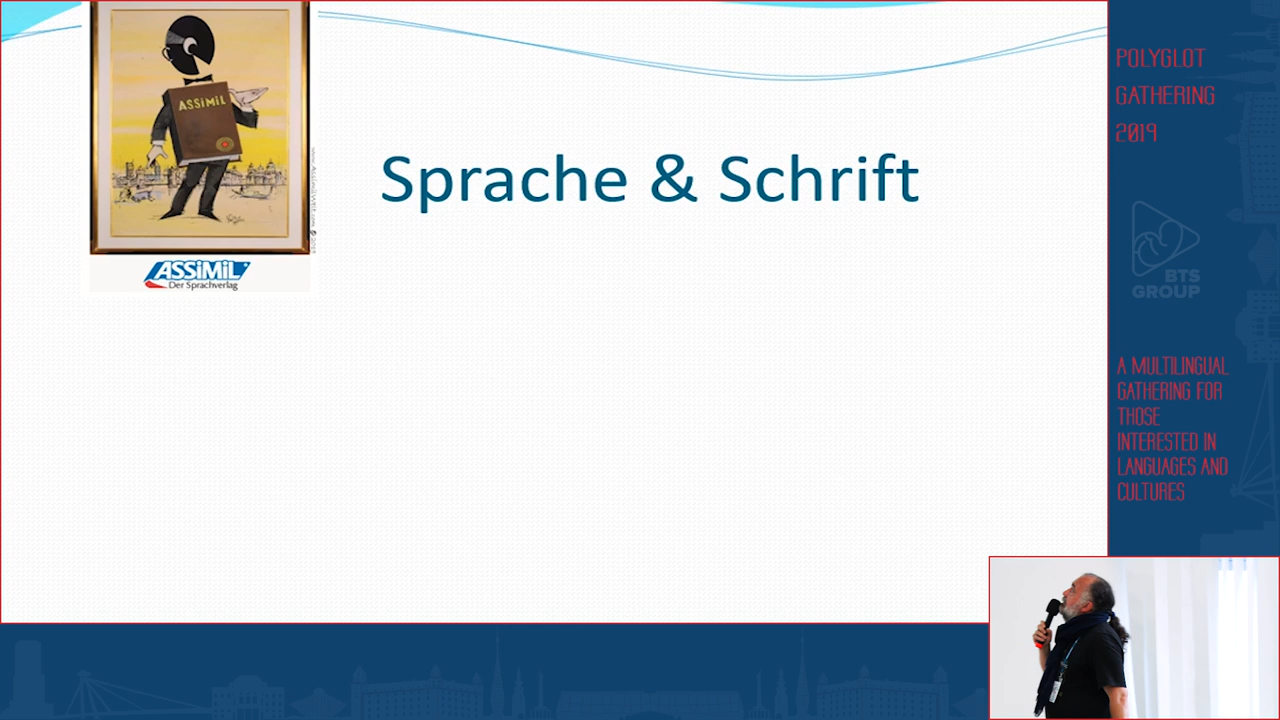 ASSiMiL
ASSiMiL
Der Sprachverlag
Sprache & Schrift
POLYGLOT
GATHERING
2019
BTS
GROUP
A MULTILINGUAL
GATHERING FOR
THOSE
INTERESTED IN
LANGUAGES AND
CULTURES